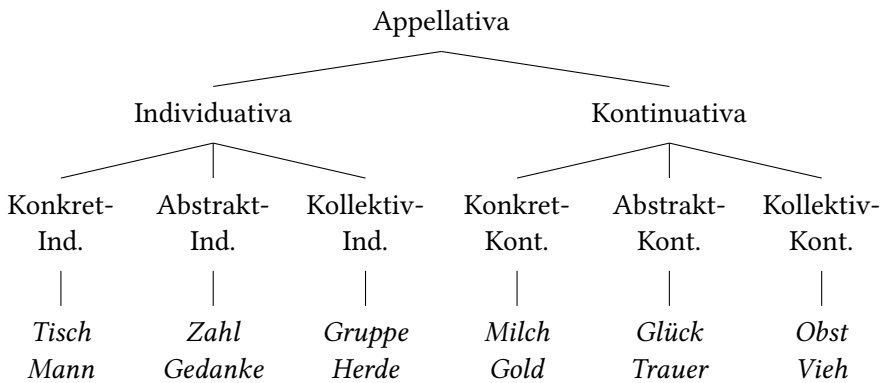 Appellativa
Individuativa Kontinuativa
Konkret- Abstrakt- Kollektiv- Konkret- Abstrakt- Kollektiv-
Ind. Ind. Ind. Kont. Kont. Kont.
Tisch Zahl Gruppe Milch Glück Obst
Mann Gedanke Herde Gold Trauer Vieh